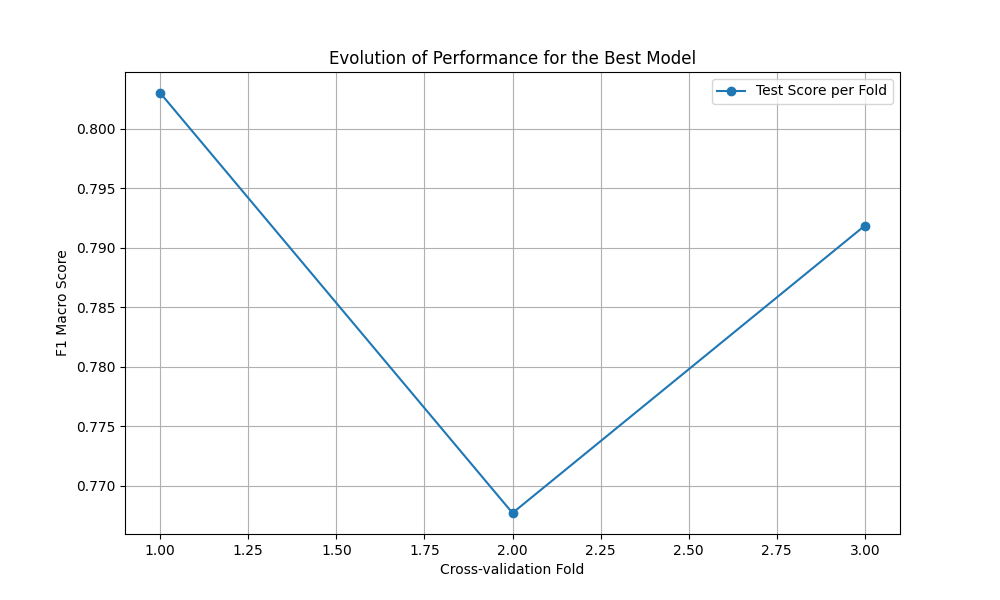 Evolution of Performance for the Best Model
Test Score per Fold
0.800
0.795
0.790
0.785
0.780
0.775
0.770
F1 Macro Score
1.00 1.25 1.50 1.75 2.00 2.25 2.50 2.75 3.00
Cross-validation Fold